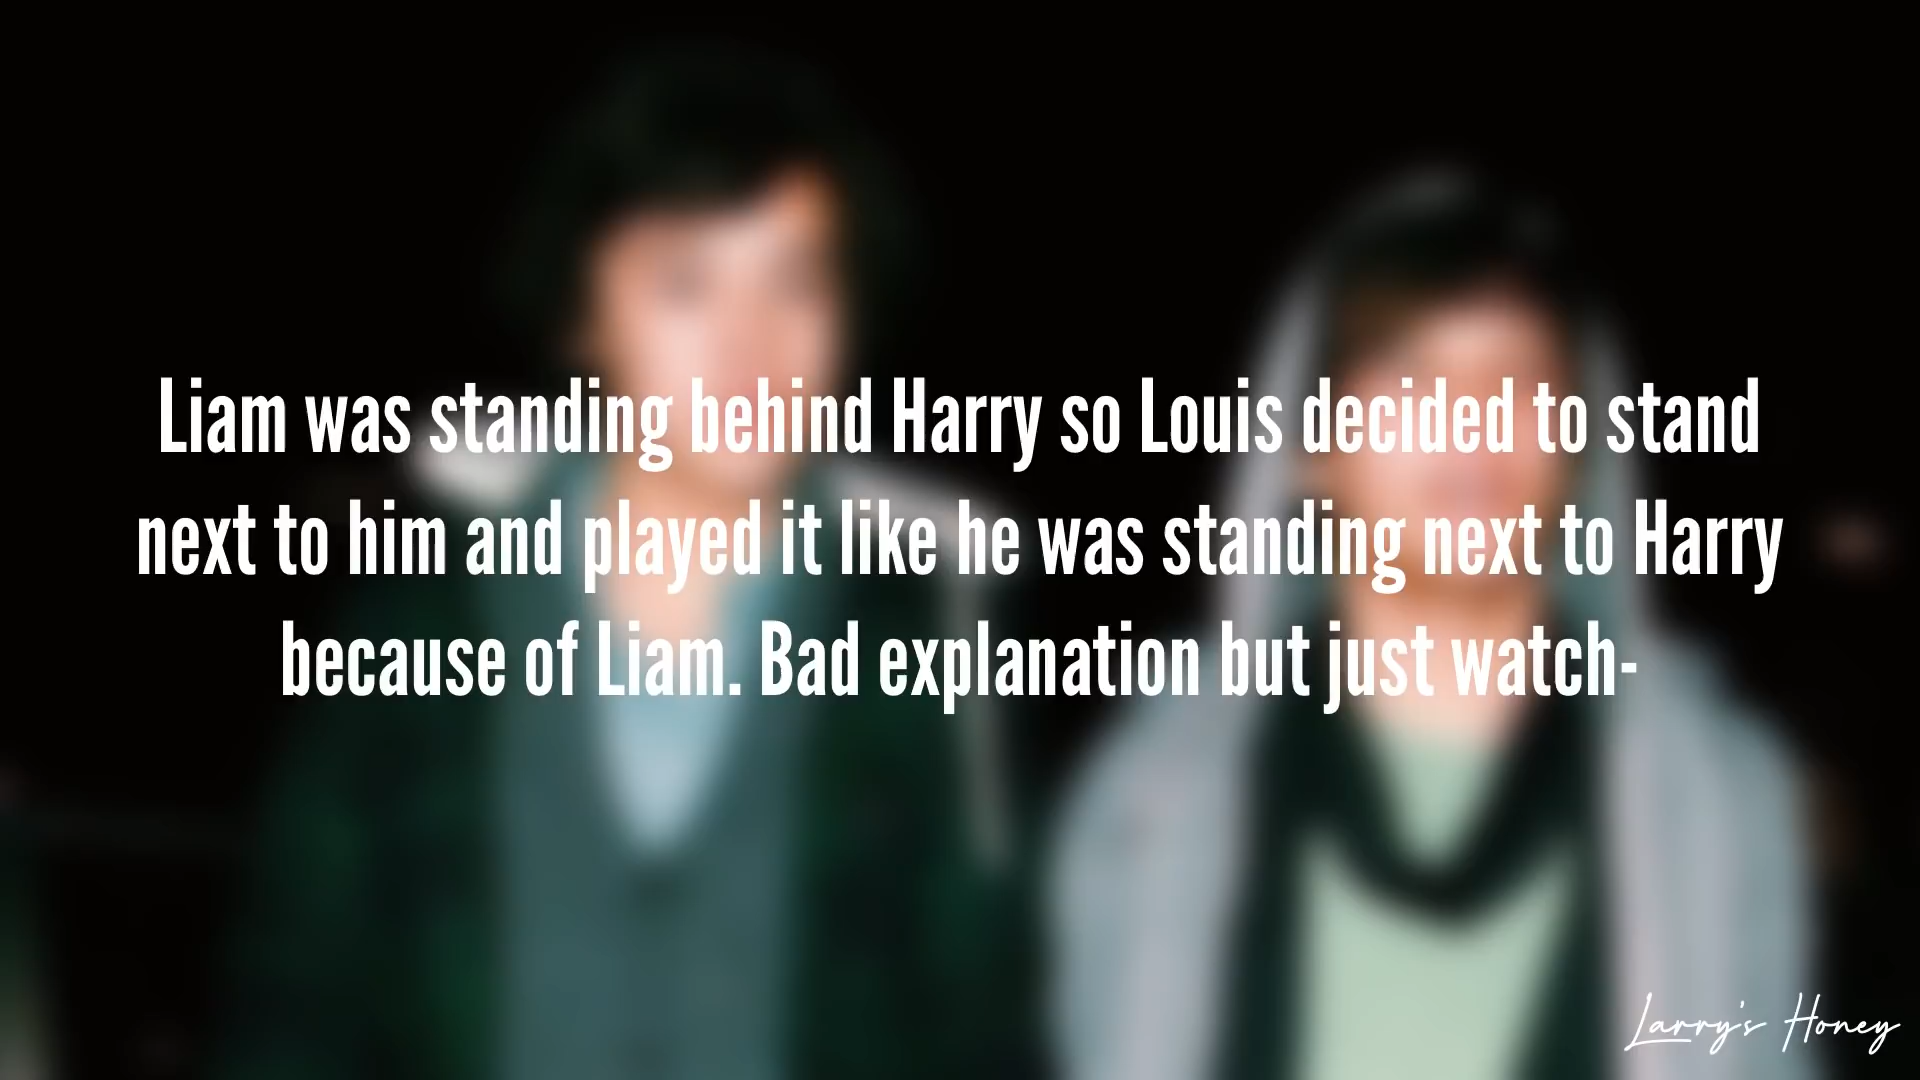 Liam was standing behind Harry so Louis decided to stand
next to him and played it like he was standing next to Harry
because of Liam. Bad explanation but just watch-
Larry's Honey